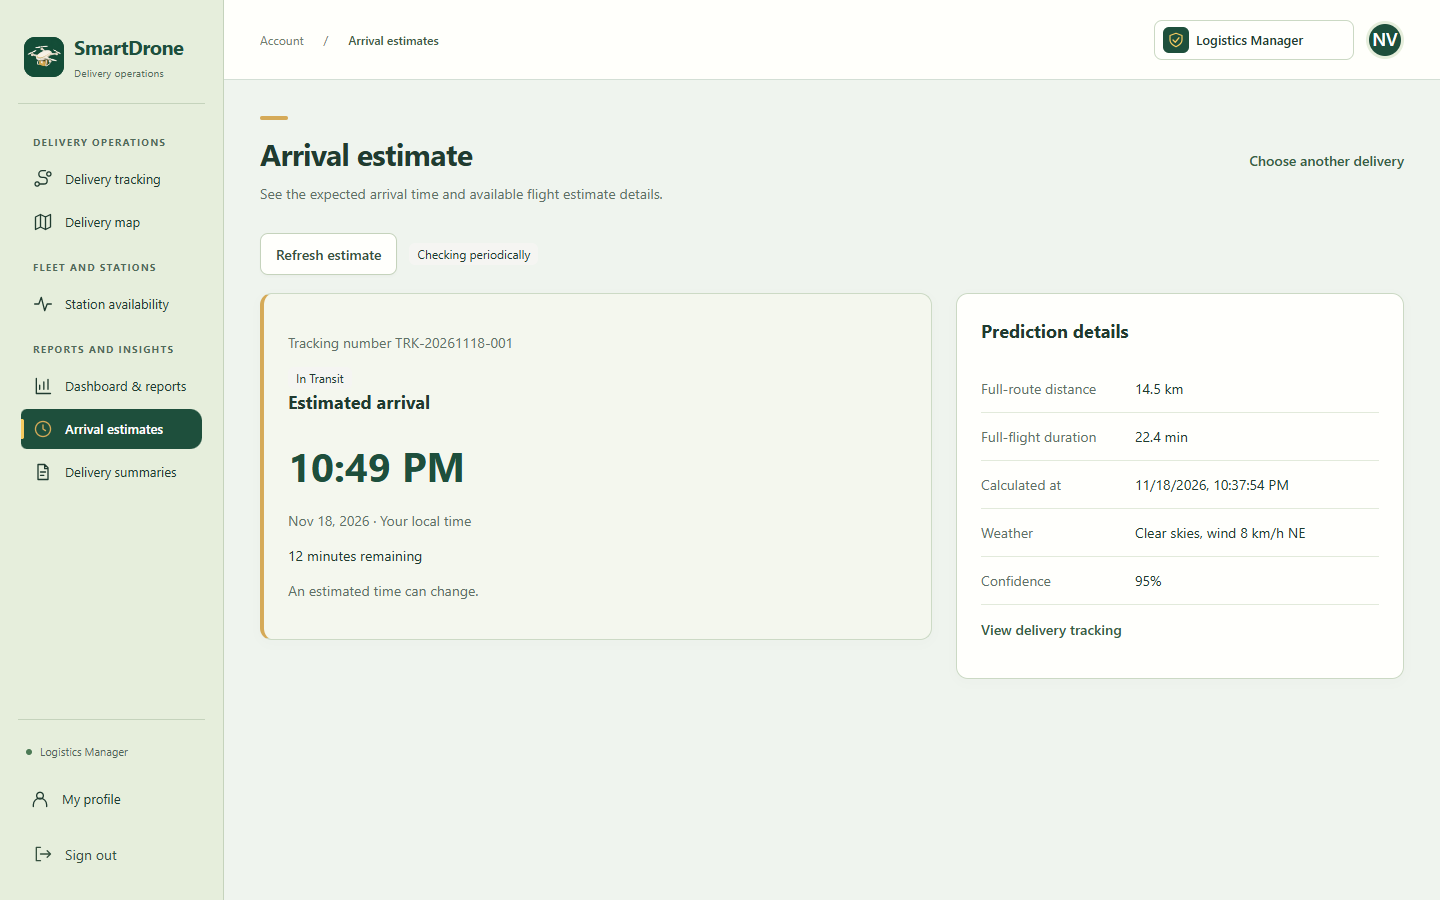 SmartDrone
Delivery operations
DELIVERY OPERATIONS
Delivery tracking
Delivery map
FLEET AND STATIONS
Station availability
REPORTS AND INSIGHTS
Dashboard & reports
Arrival estimates
Delivery summaries
Logistics Manager
My profile
Sign out
Account / Arrival estimates
Logistics Manager
NV
Arrival estimate
Choose another delivery
See the expected arrival time and available flight estimate details.
Refresh estimate
Checking periodically
Tracking number TRK-20261118-001
In Transit
Estimated arrival
10:49 PM
Nov 18, 2026 · Your local time
12 minutes remaining
An estimated time can change.
Prediction details
Full-route distance 14.5 km
Full-flight duration 22.4 min
Calculated at 11/18/2026, 10:37:54 PM
Weather Clear skies, wind 8 km/h NE
Confidence 95%
View delivery tracking